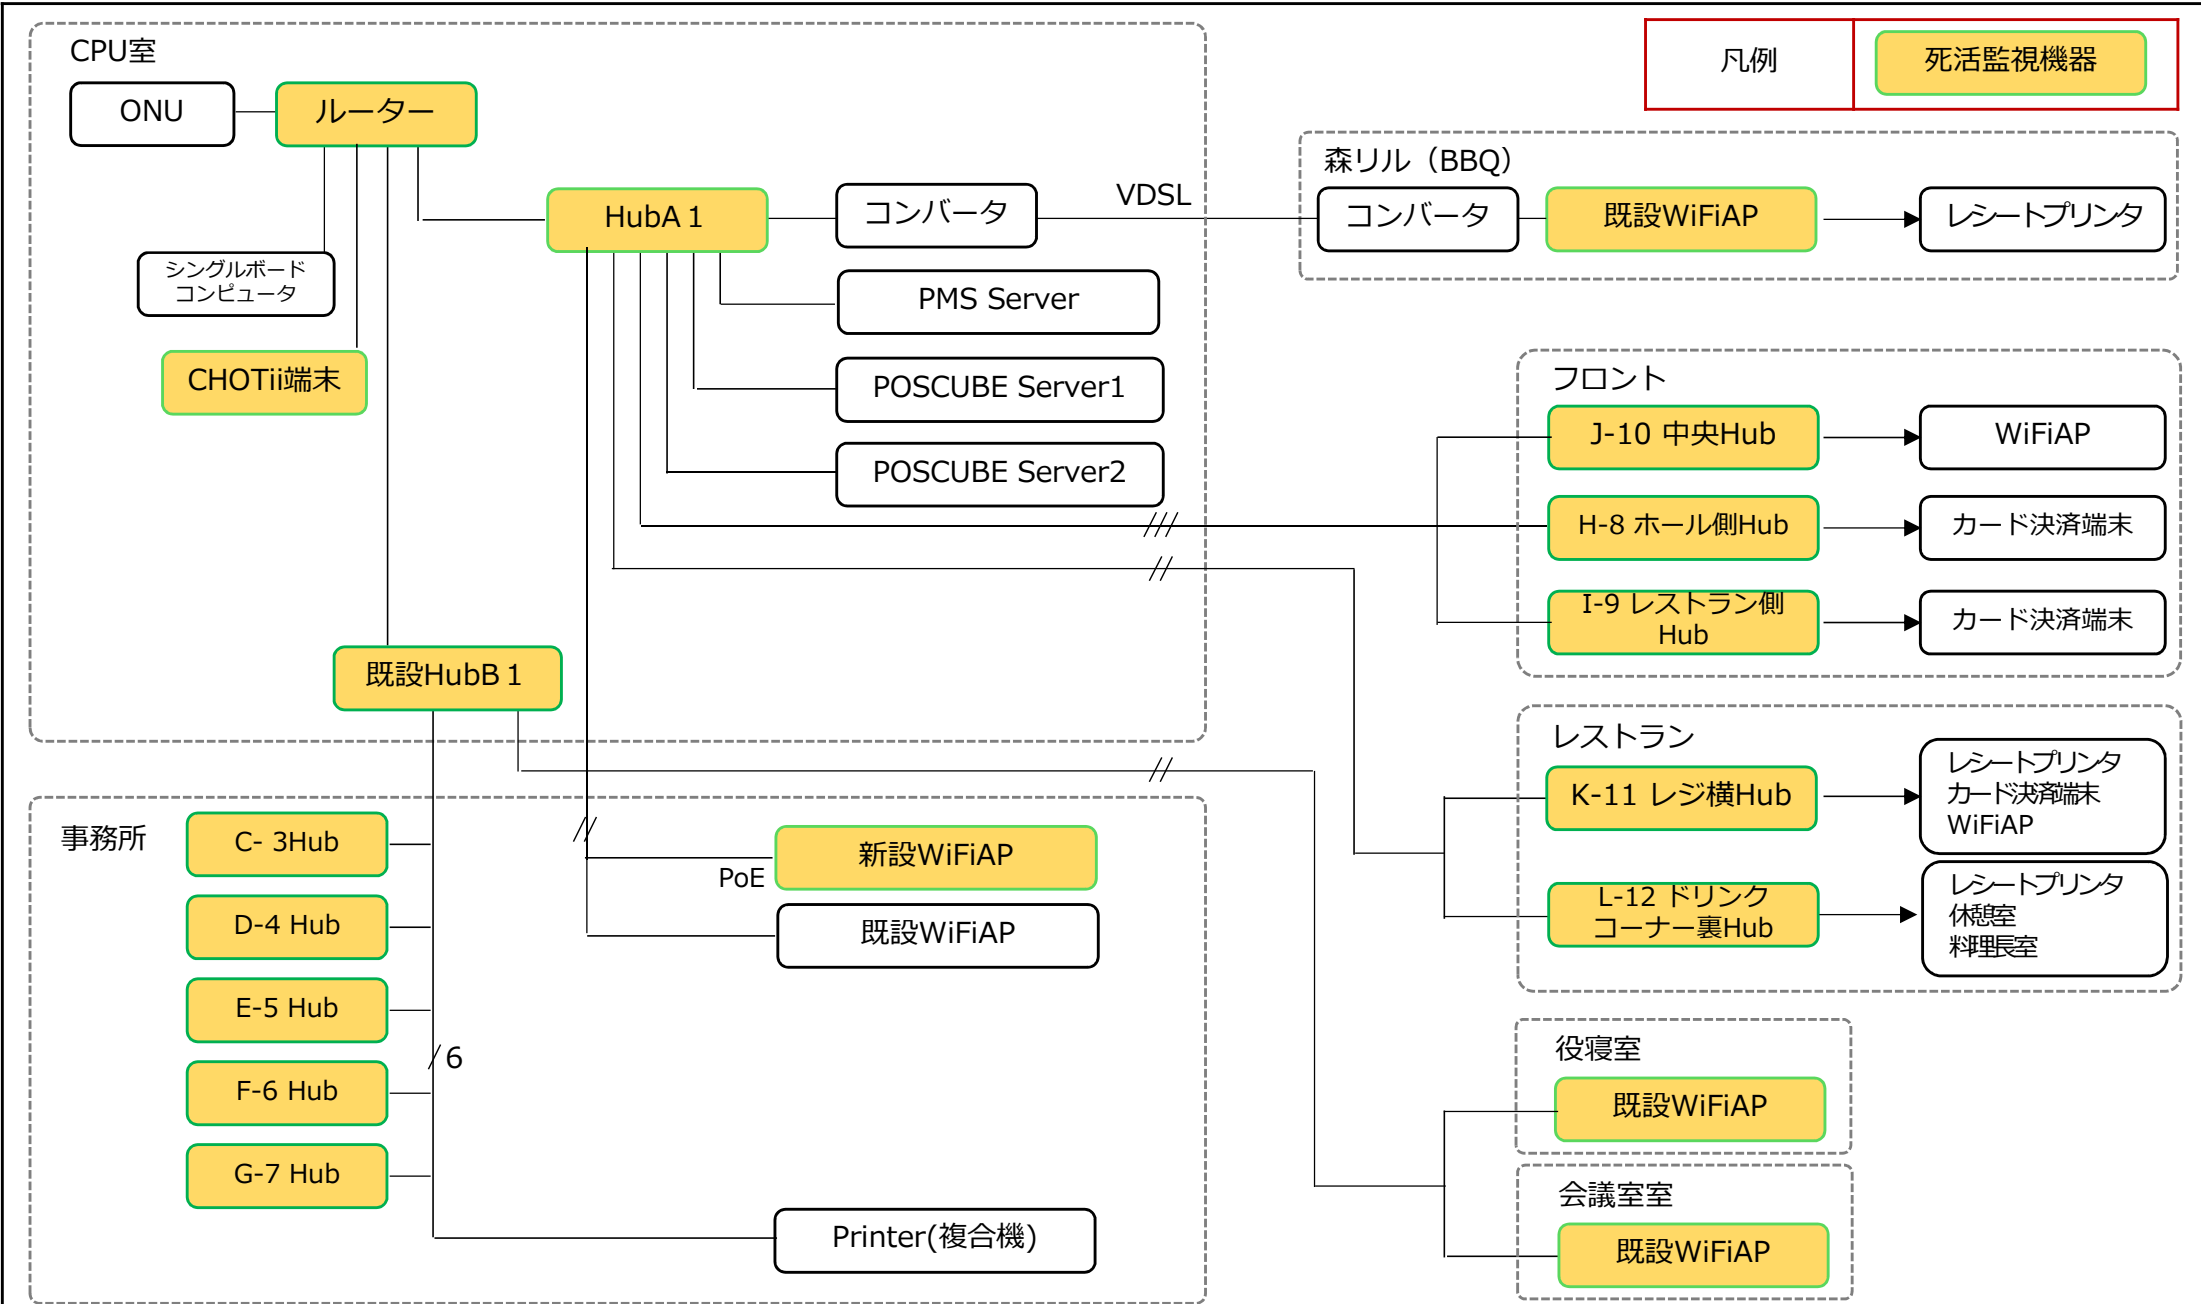 CPU室
ONU
ルーター
シングルボード
コンピュータ
CHOTii端末
HubA１
コンバータ
VDSL
PMS Server
POSCUBE Server1
POSCUBE Server2
既設HubB１
凡例
死活監視機器
森リル（BBQ）
コンバータ
既設WiFiAP
レシートプリンタ
フロント
J-10 中央Hub
WiFiAP
H-8 ホール側Hub
カード決済端末
I-9 レストラン側
Hub
カード決済端末
レストラン
K-11 レジ横Hub
レシートプリンタ
カード決済端末
WiFiAP
L-12 ドリンク
コーナー裏Hub
レシートプリンタ
休憩室
料理長室
事務所
C- 3Hub
D-4 Hub
E-5 Hub
F-6 Hub
G-7 Hub
6
新設WiFiAP
PoE
既設WiFiAP
Printer(複合機)
役寝室
既設WiFiAP
会議室室
既設WiFiAP